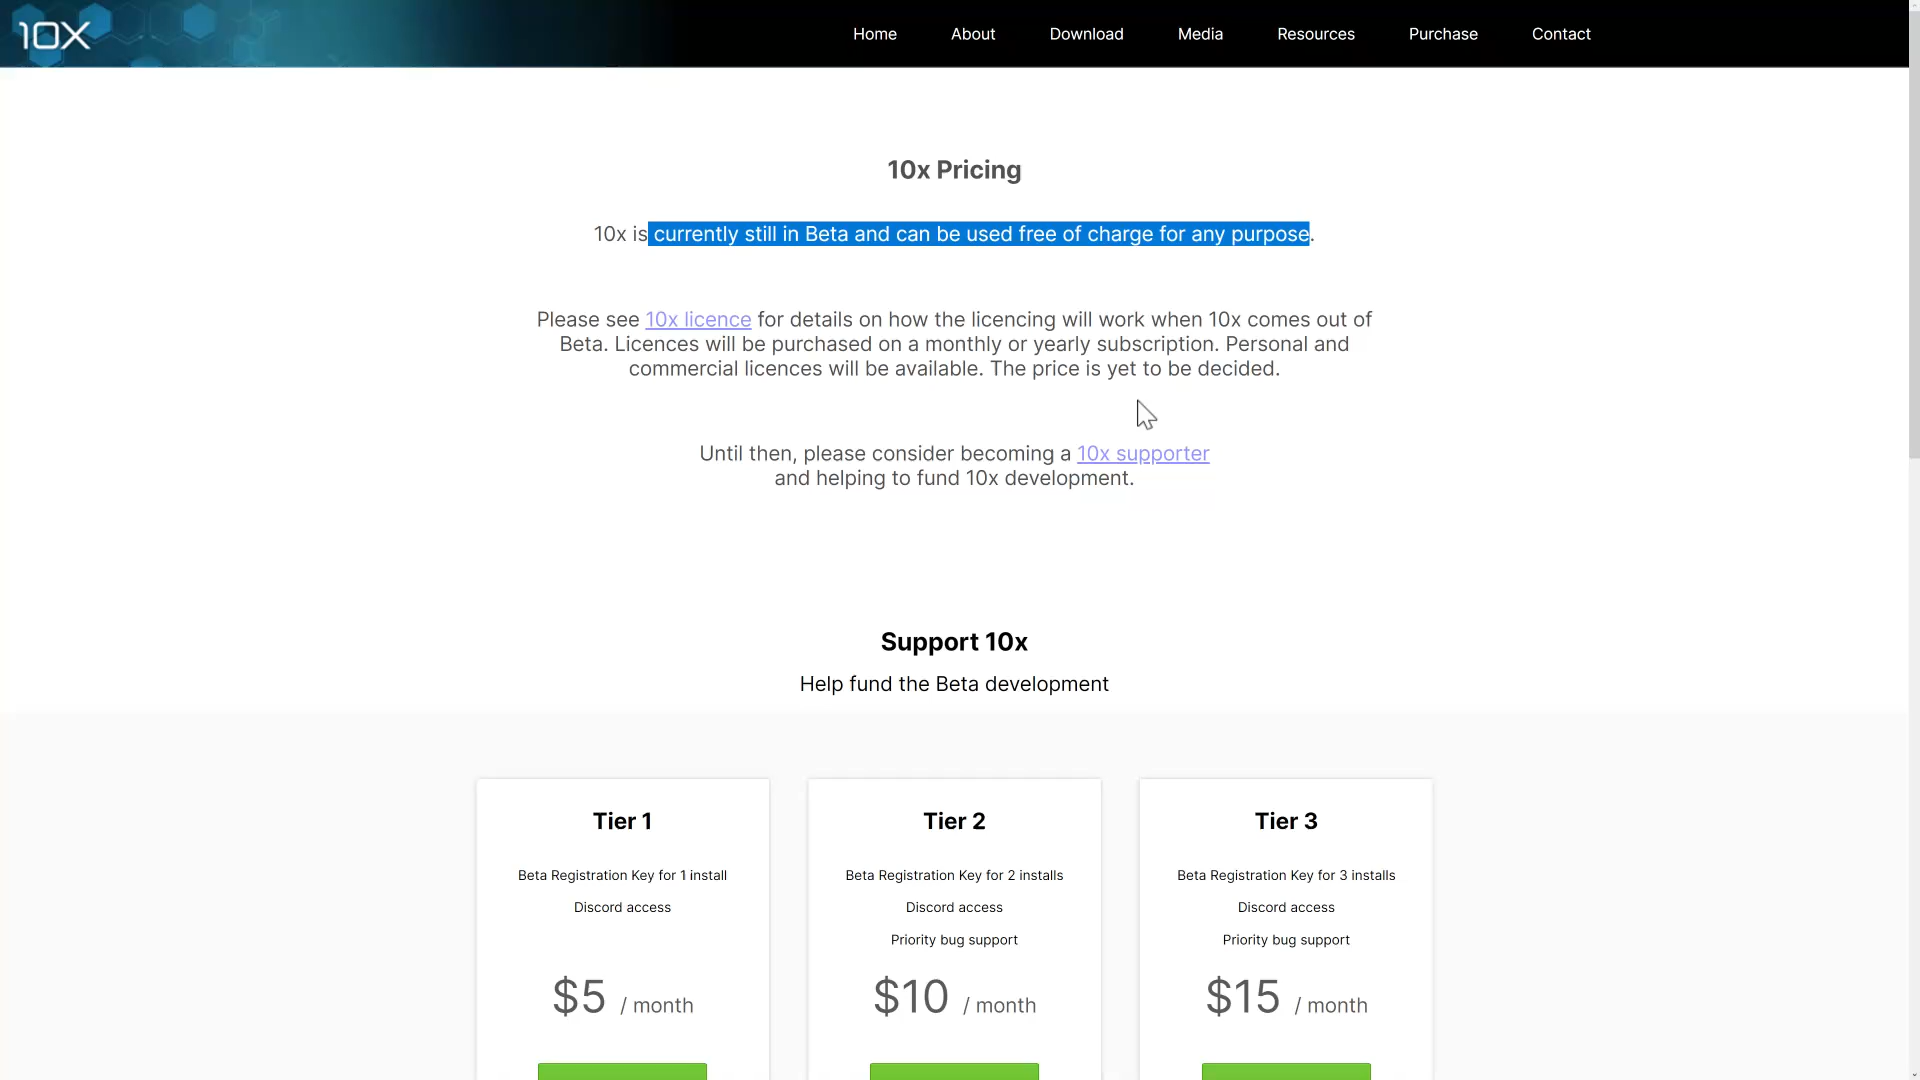 10X
Home About Download Media Resources Purchase Contact
10x Pricing
10x is currently still in Beta and can be used free of charge for any purpose.
Please see 10x licence for details on how the licencing will work when 10x comes out of
Beta. Licences will be purchased on a monthly or yearly subscription. Personal and
commercial licences will be available. The price is yet to be decided.
Until then, please consider becoming a 10x supporter
and helping to fund 10x development.
Support 10x
Help fund the Beta development
Tier 1
Beta Registration Key for 1 install
Discord access
$5 / month
Tier 2
Beta Registration Key for 2 installs
Discord access
Priority bug support
$10 / month
Tier 3
Beta Registration Key for 3 installs
Discord access
Priority bug support
$15 / month